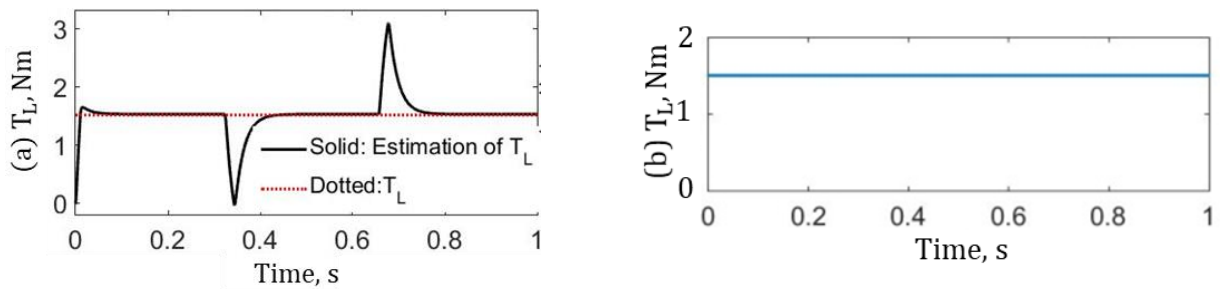 (a) T_L, Nm
3
2
1
0
Solid: Estimation of T_L
Dotted:T_L
0 0.2 0.4 0.6 0.8 1
Time, s
(b) T_L, Nm
2
1
0
0 0.2 0.4 0.6 0.8 1
Time, s